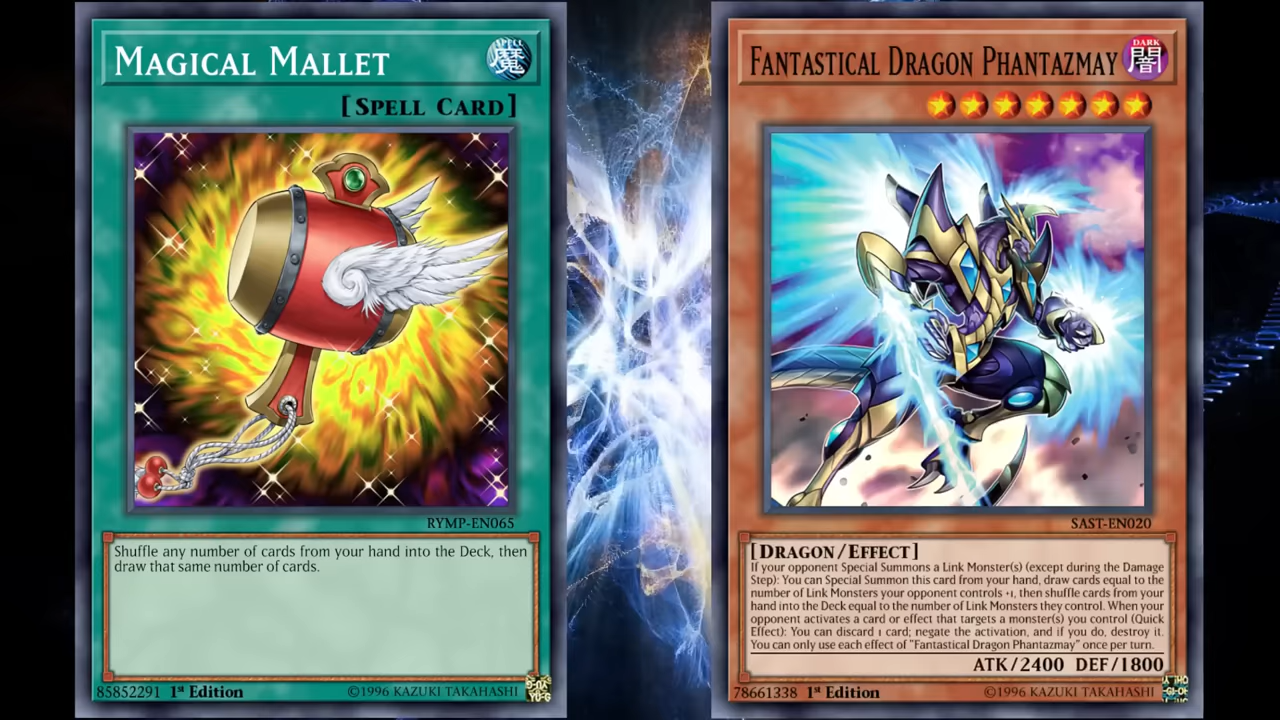 MAGICAL MALLET
SPELL
魔
[SPELL CARD]
RYMP-EN065
Shuffle any number of cards from your hand into the Deck, then
draw that same number of cards.
85852291 1st Edition ©1996 KAZUKI TAKAHASHI
FANTASTICAL DRAGON PHANTAZMAY
DARK
闇
SAST-EN020
[DRAGON/EFFECT]
If your opponent Special Summons a Link Monster(s) (except during the Damage
Step): You can Special Summon this card from your hand, draw cards equal to the
number of Link Monsters your opponent controls +1, then shuffle cards from your
hand into the Deck equal to the number of Link Monsters they control. When your
opponent activates a card or effect that targets a monster(s) you control (Quick
Effect): You can discard 1 card; negate the activation, and if you do, destroy it.
You can only use each effect of "Fantastical Dragon Phantazmay" once per turn.
ATK/2400 DEF/1800
78661338 1st Edition ©1996 KAZUKI TAKAHASHI